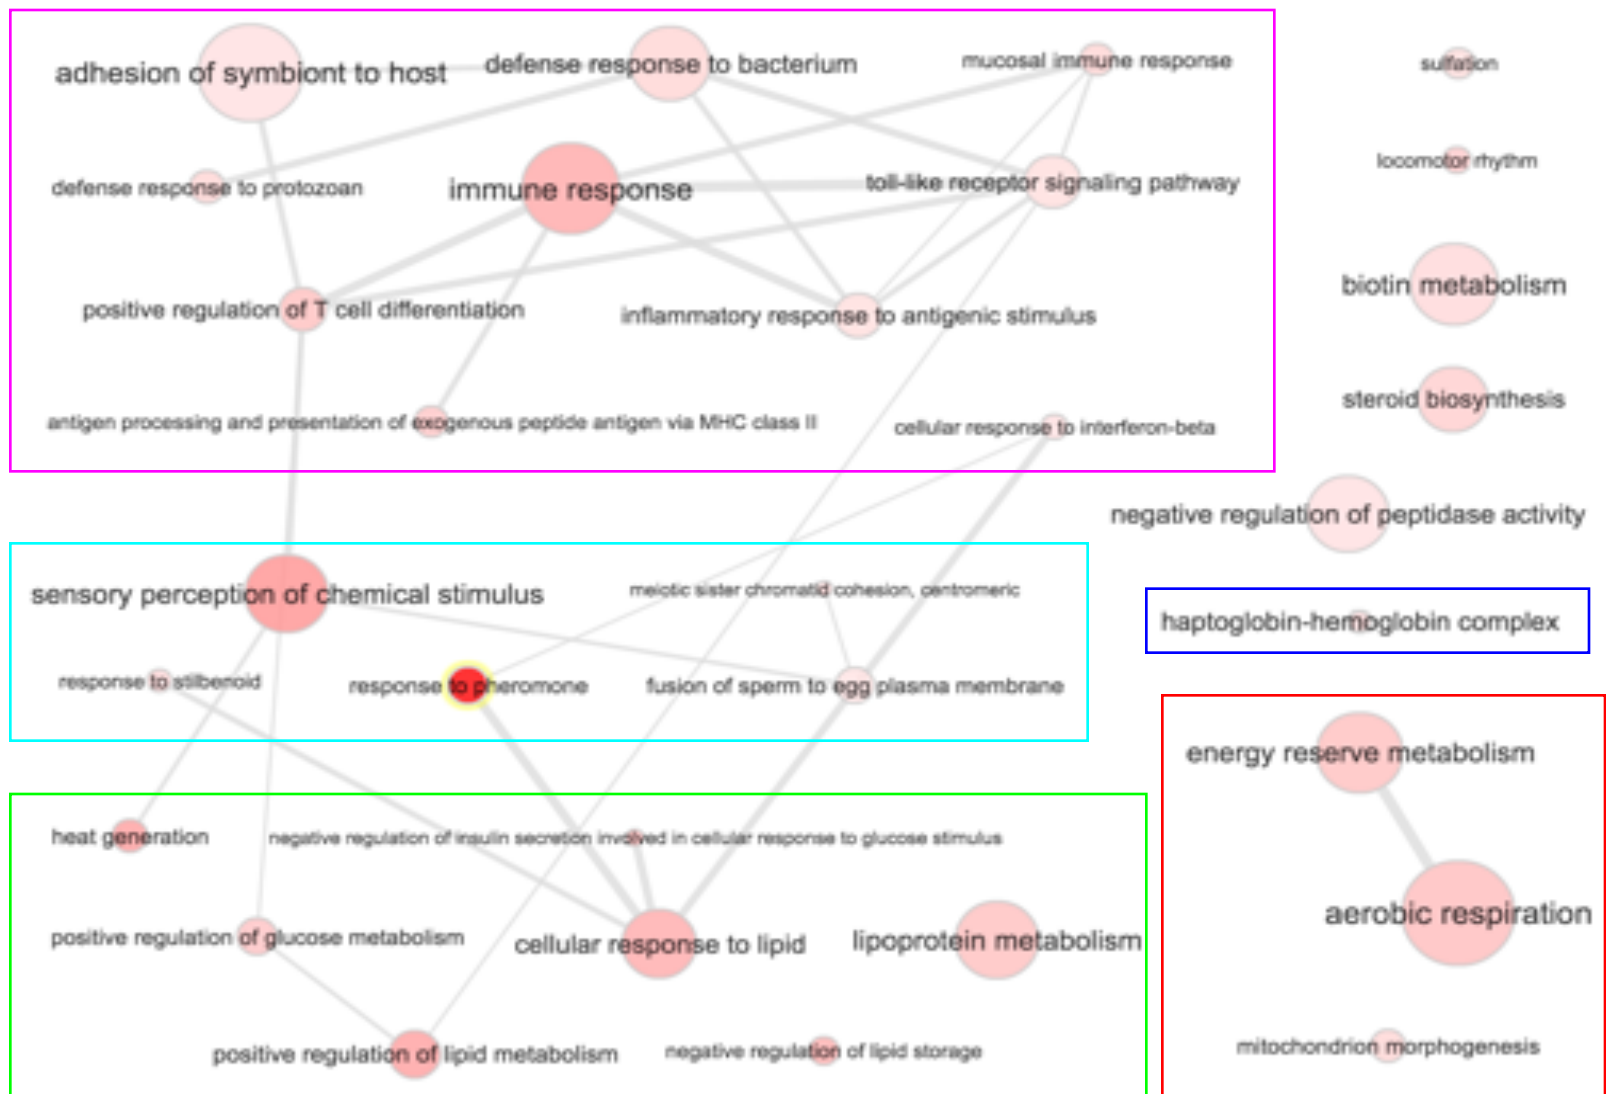 adhesion of symbiont to host
defense response to bacterium
mucosal immune response
sulfation
defense response to protozoan
immune response
toll-like receptor signaling pathway
locomotor rhythm
biotin metabolism
positive regulation of T cell differentiation
inflammatory response to antigenic stimulus
steroid biosynthesis
antigen processing and presentation of exogenous peptide antigen via MHC class II
cellular response to interferon-beta
negative regulation of peptidase activity
sensory perception of chemical stimulus
meiotic sister chromatid cohesion, centromeric
haptoglobin-hemoglobin complex
response to stilbenoid
response to pheromone
fusion of sperm to egg plasma membrane
energy reserve metabolism
heat generation
negative regulation of insulin secretion involved in cellular response to glucose stimulus
aerobic respiration
positive regulation of glucose metabolism
cellular response to lipid
lipoprotein metabolism
positive regulation of lipid metabolism
negative regulation of lipid storage
mitochondrion morphogenesis